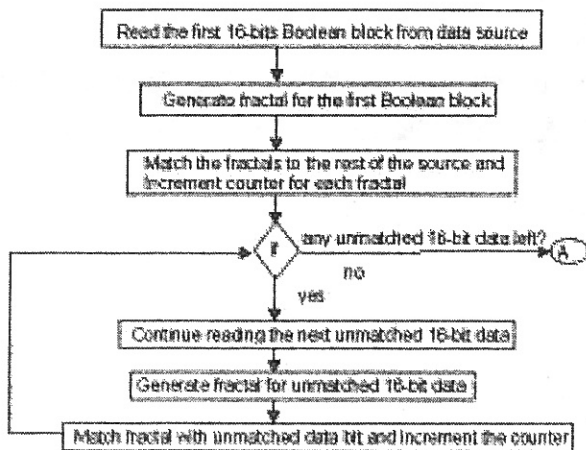 Read the first 16-bits Boolean block from data source
Generate fractal for the first Boolean block
Match the fractals to the rest of the source and
increment counter for each fractal
if
any unmatched 16-bit data left?
A
no
yes
Continue reading the next unmatched 16-bit data
Generate fractal for unmatched 16-bit data
Match fractal with unmatched data bit and increment the counter